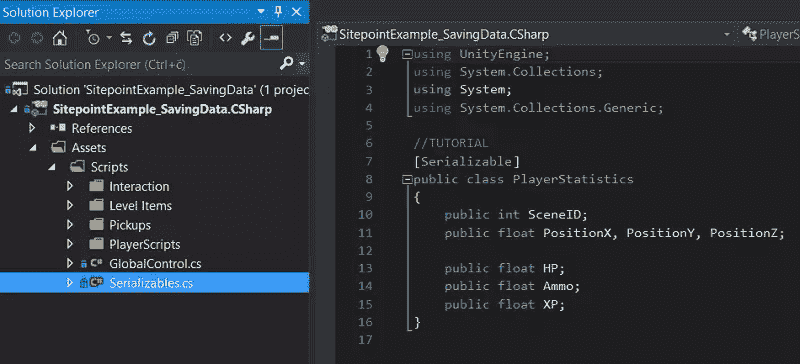 Solution Explorer
Search Solution Explorer (Ctrl+č)
Solution 'SitepointExample_SavingData' (1 projec
SitepointExample_SavingData.CSharp
References
Assets
Scripts
Interaction
Level Items
Pickups
PlayerScripts
GlobalControl.cs
Serializables.cs
SitepointExample_SavingData.CSharp
PlayerS
1 using UnityEngine;
2 using System.Collections;
3 using System;
4 using System.Collections.Generic;
5
6 //TUTORIAL
7 [Serializable]
8 public class PlayerStatistics
9 {
10 public int SceneID;
11 public float PositionX, PositionY, PositionZ;
12
13 public float HP;
14 public float Ammo;
15 public float XP;
16 }
17